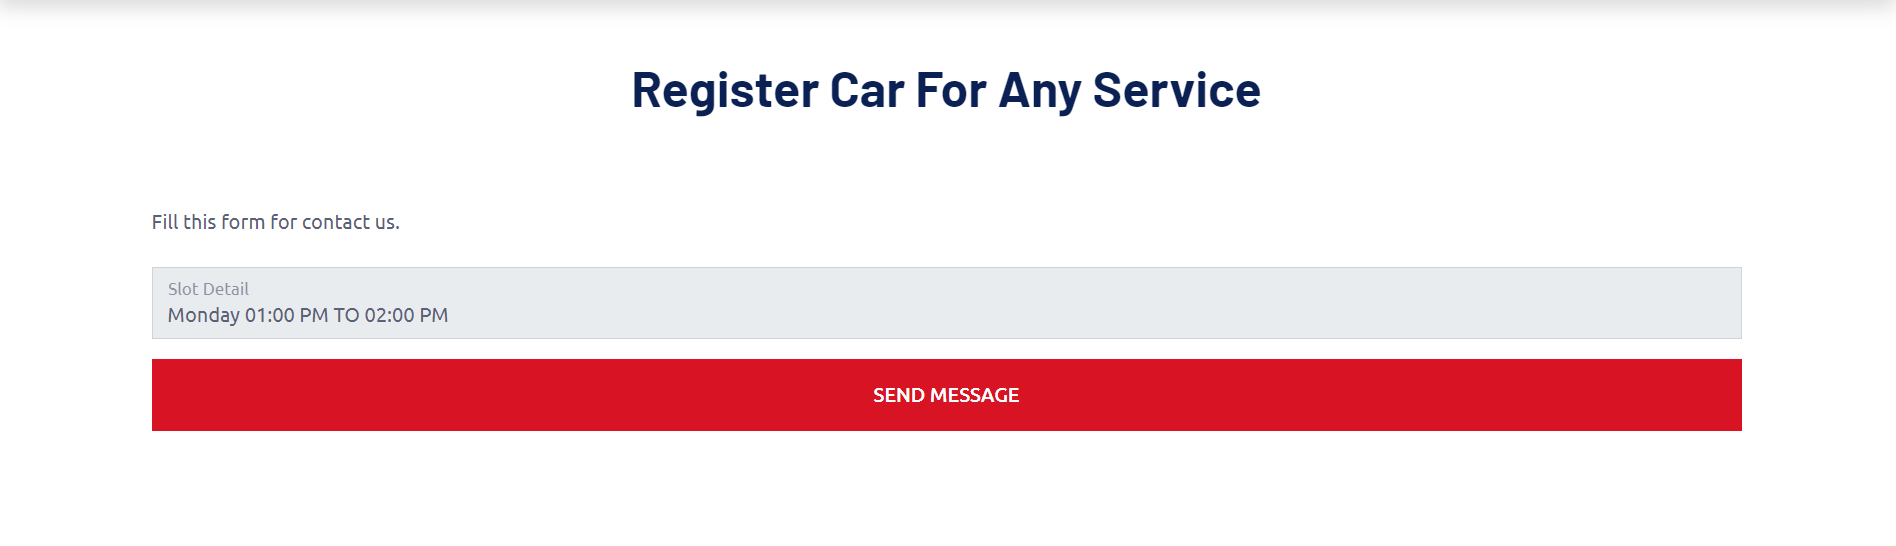 Register Car For Any Service
Fill this form for contact us.
Slot Detail
Monday 01:00 PM TO 02:00 PM
SEND MESSAGE